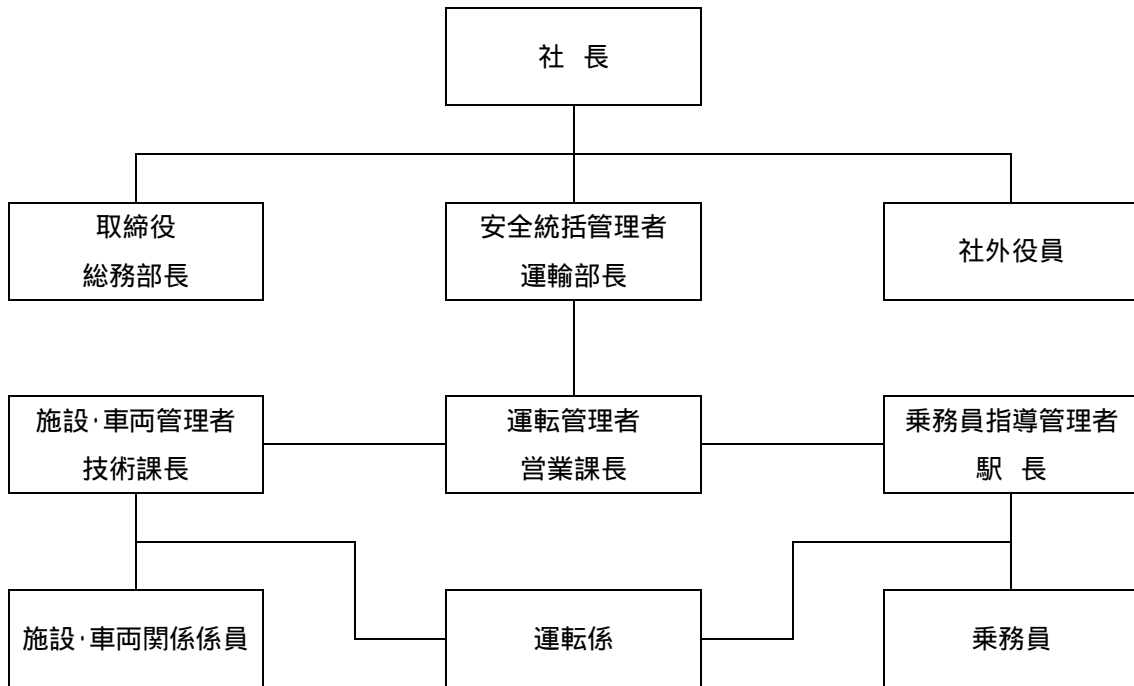 社 長
取締役
総務部長
安全統括管理者
運輸部長
社外役員
施設·車両管理者
技術課長
運転管理者
営業課長
乗務員指導管理者
駅 長
施設·車両関係係員
運転係
乗務員